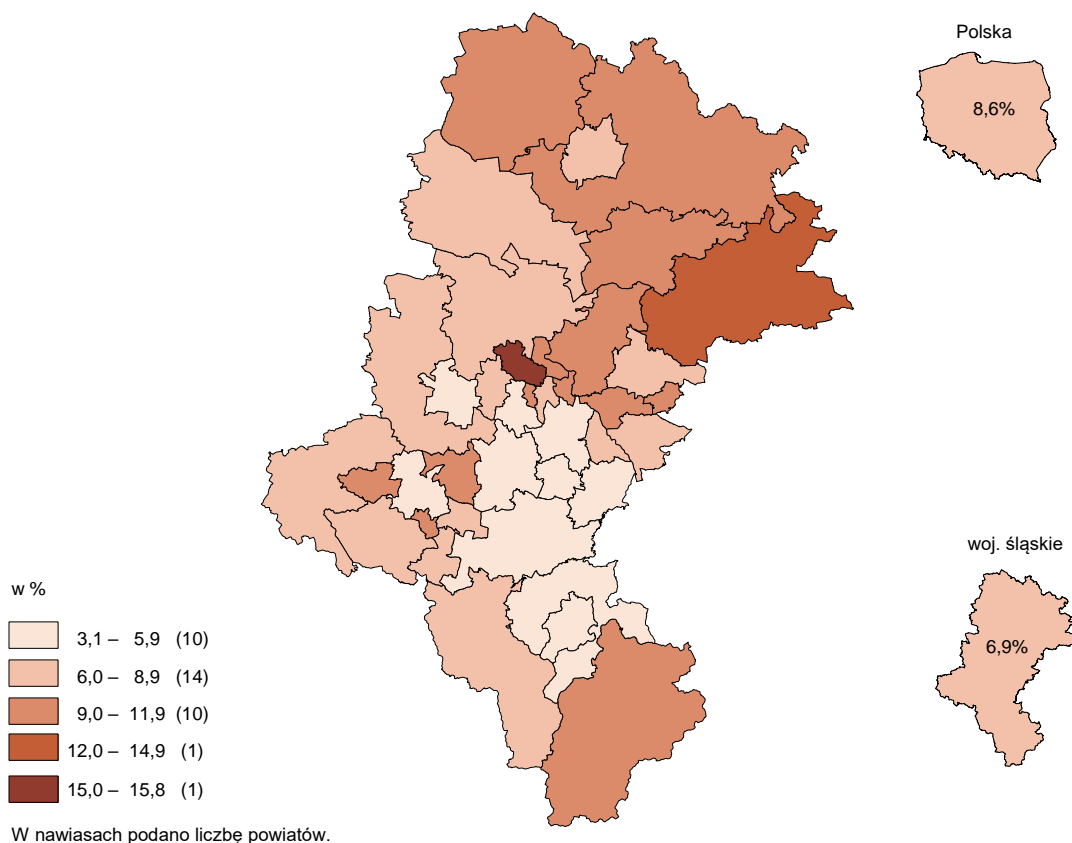 Polska
8,6%
woj. śląskie
6,9%
w %
3,1 – 5,9 (10)
6,0 – 8,9 (14)
9,0 – 11,9 (10)
12,0 – 14,9 (1)
15,0 – 15,8 (1)
W nawiasach podano liczbę powiatów.